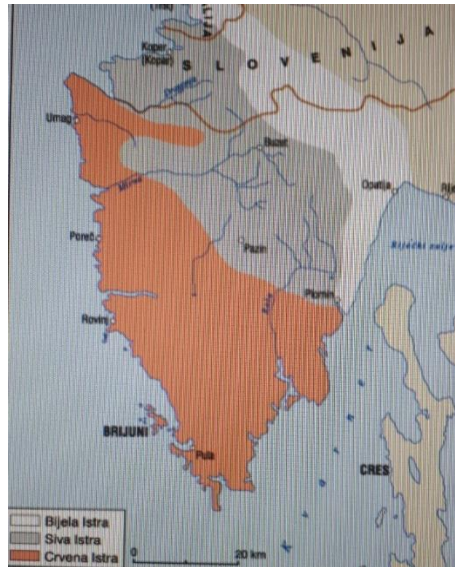 Koper
(Kopar)
SLOVENIJA
Umag
Buzet
Mirna
Opatija
Poreč
Pazin
Riječki zaljev
Plomin
Raša
Rovinj
BRIJUNI
Pula
CRES
Bijela Istra
Siva Istra
Crvena Istra
0 20 km